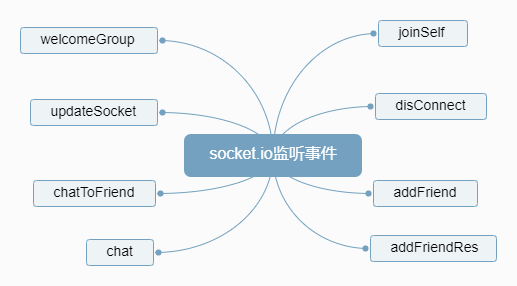 welcomeGroup
joinSelf
updateSocket
disConnect
socket.io监听事件
chatToFriend
addFriend
chat
addFriendRes